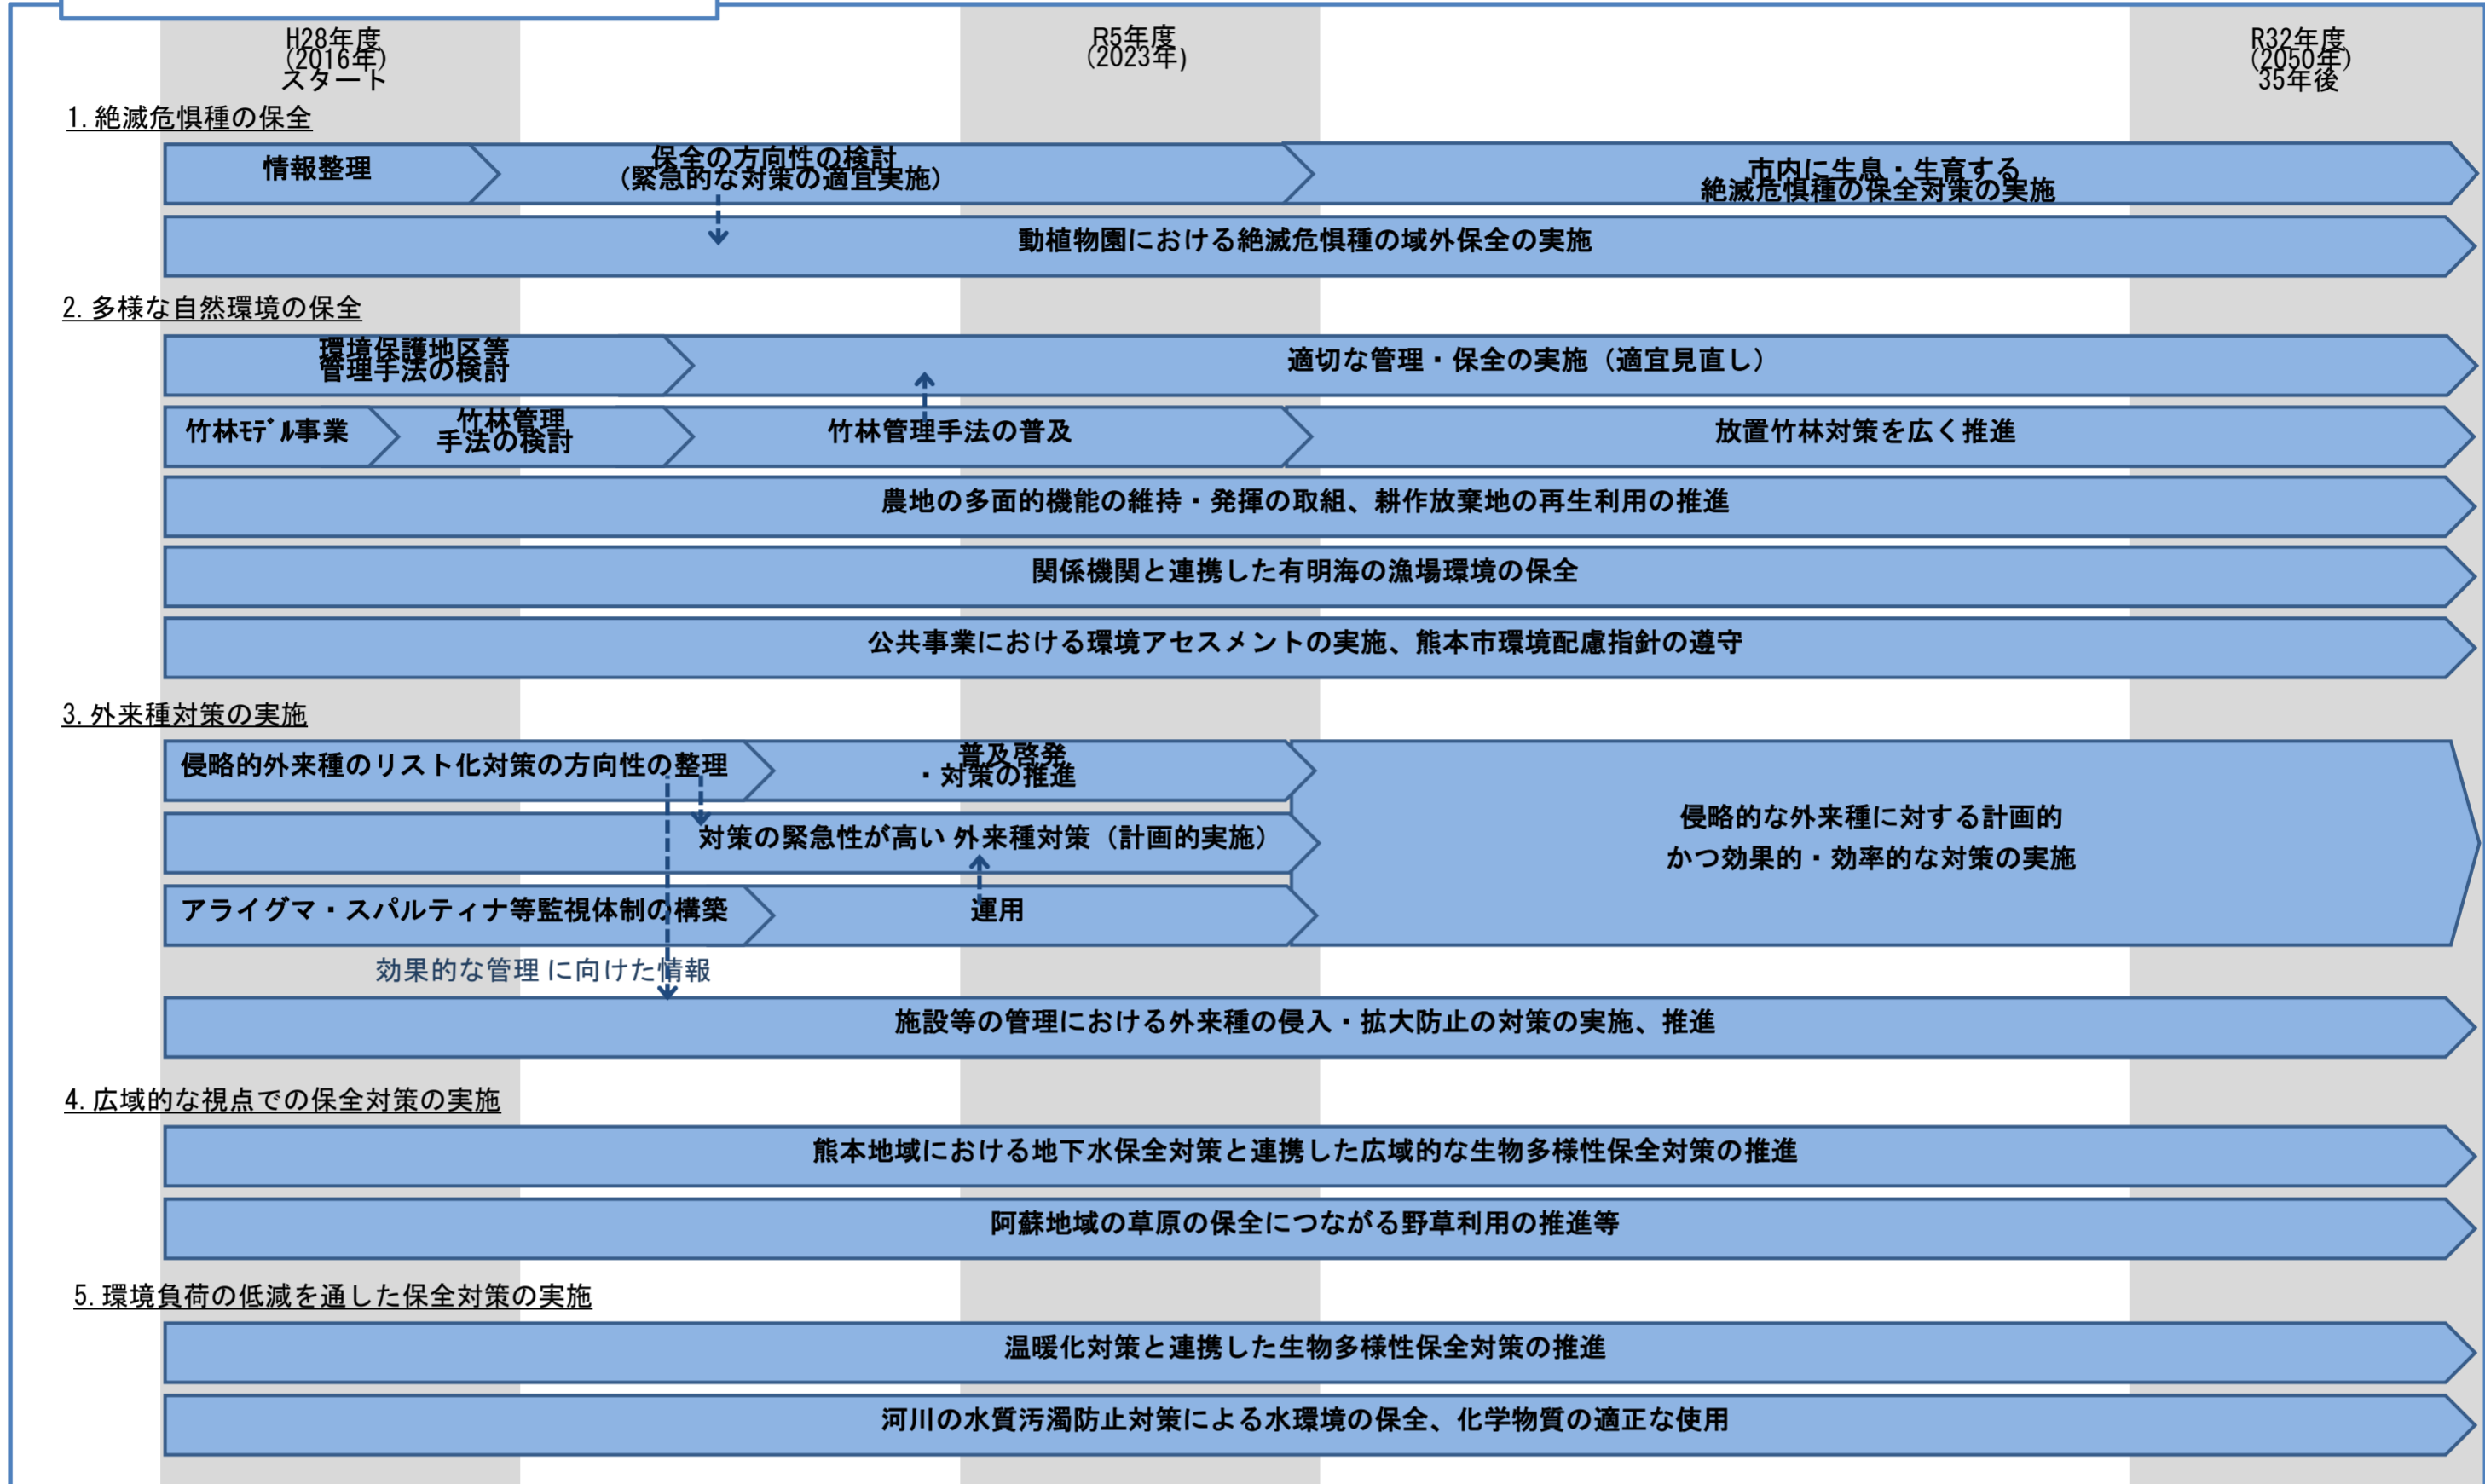 H28年度
(2016年)
スタート
R5年度
(2023年)
R32年度
(2050年)
35年後
1. 絶滅危惧種の保全
情報整理
保全の方向性の検討
(緊急的な対策の適宜実施)
市内に生息・生育する
絶滅危惧種の保全対策の実施
動植物園における絶滅危惧種の域外保全の実施
2. 多様な自然環境の保全
環境保護地区等
管理手法の検討
適切な管理・保全の実施（適宜見直し）
竹林ﾓﾃﾞﾙ事業
竹林管理
手法の検討
竹林管理手法の普及
放置竹林対策を広く推進
農地の多面的機能の維持・発揮の取組、耕作放棄地の再生利用の推進
関係機関と連携した有明海の漁場環境の保全
公共事業における環境アセスメントの実施、熊本市環境配慮指針の遵守
3. 外来種対策の実施
侵略的外来種のリスト化対策の方向性の整理
普及啓発
・対策の推進
対策の緊急性が高い 外来種対策（計画的実施）
アライグマ・スパルティナ等監視体制の構築
運用
侵略的な外来種に対する計画的
かつ効果的・効率的な対策の実施
効果的な管理 に向けた情報
施設等の管理における外来種の侵入・拡大防止の対策の実施、推進
4. 広域的な視点での保全対策の実施
熊本地域における地下水保全対策と連携した広域的な生物多様性保全対策の推進
阿蘇地域の草原の保全につながる野草利用の推進等
5. 環境負荷の低減を通した保全対策の実施
温暖化対策と連携した生物多様性保全対策の推進
河川の水質汚濁防止対策による水環境の保全、化学物質の適正な使用